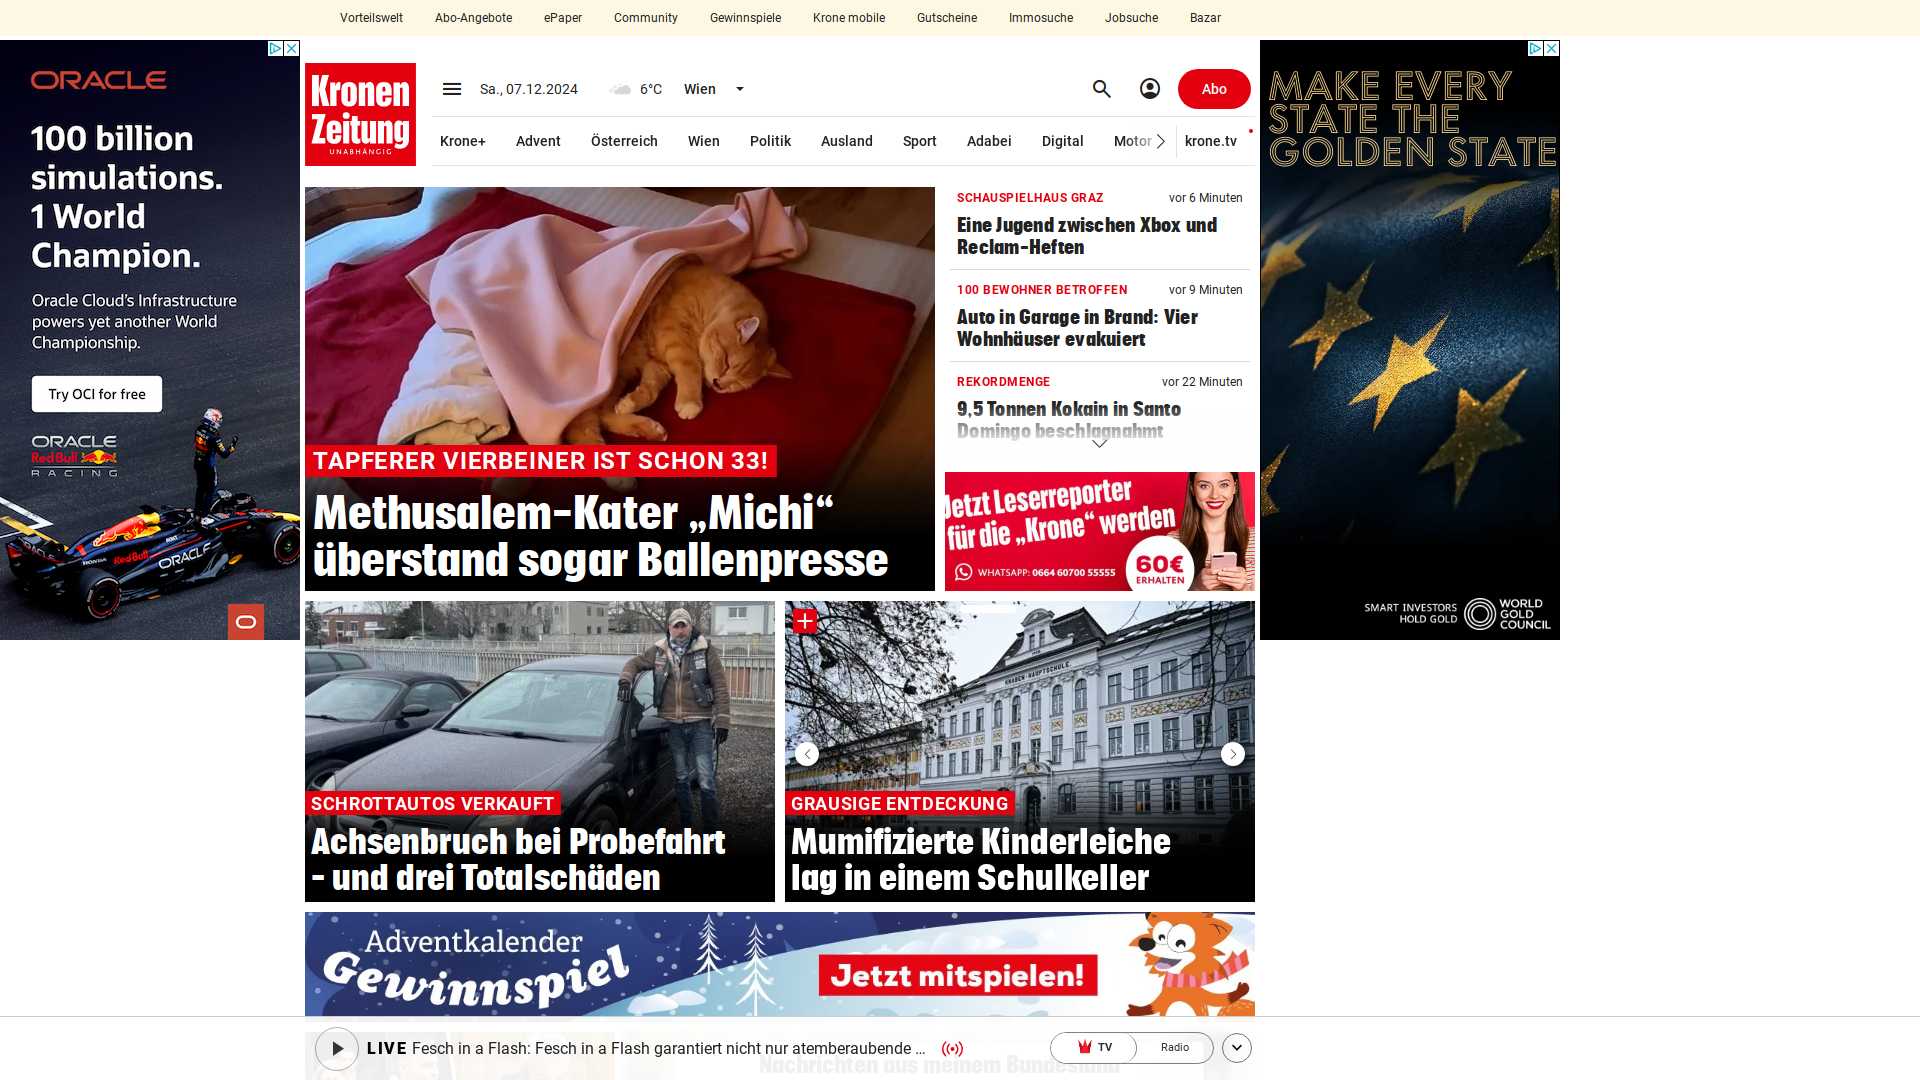 Vorteilswelt
Abo-Angebote
ePaper
Community
Gewinnspiele
Krone mobile
Gutscheine
Immosuche
Jobsuche
Bazar
ORACLE
100 billion
simulations.
1 World
Champion.
Oracle Cloud's Infrastructure
powers yet another World
Championship.
Try OCI for free
ORACLE
Red Bull
RACING
Kronen
Zeitung
UNABHÄNGIG
Sa., 07.12.2024
6°C
Wien
Abo
Krone+
Advent
Österreich
Wien
Politik
Ausland
Sport
Adabei
Digital
Motor
krone.tv
TAPFERER VIERBEINER IST SCHON 33!
Methusalem-Kater „Michi“
überstand sogar Ballenpresse
SCHAUSPIELHAUS GRAZ
vor 6 Minuten
Eine Jugend zwischen Xbox und
Reclam-Heften
100 BEWOHNER BETROFFEN
vor 9 Minuten
Auto in Garage in Brand: Vier
Wohnhäuser evakuiert
REKORDMENGE
vor 22 Minuten
9,5 Tonnen Kokain in Santo
Domingo beschlagnahmt
Jetzt Leserreporter
für die „Krone“ werden
WHATSAPP: 0664 60700 55555
60€
ERHALTEN
SCHROTTAUTOS VERKAUFT
Achsenbruch bei Probefahrt
– und drei Totalschäden
KNABEN-HAUPTSCHULE
GRAUSIGE ENTDECKUNG
Mumifizierte Kinderleiche
lag in einem Schulkeller
MAKE EVERY
STATE THE
GOLDEN STATE
SMART INVESTORS
HOLD GOLD
WORLD
GOLD
COUNCIL
Adventkalender
Gewinnspiel
Jetzt mitspielen!
LIVE Fesch in a Flash: Fesch in a Flash garantiert nicht nur atemberaubende ...
TV
Radio
Nachrichten aus meinem Bundesland